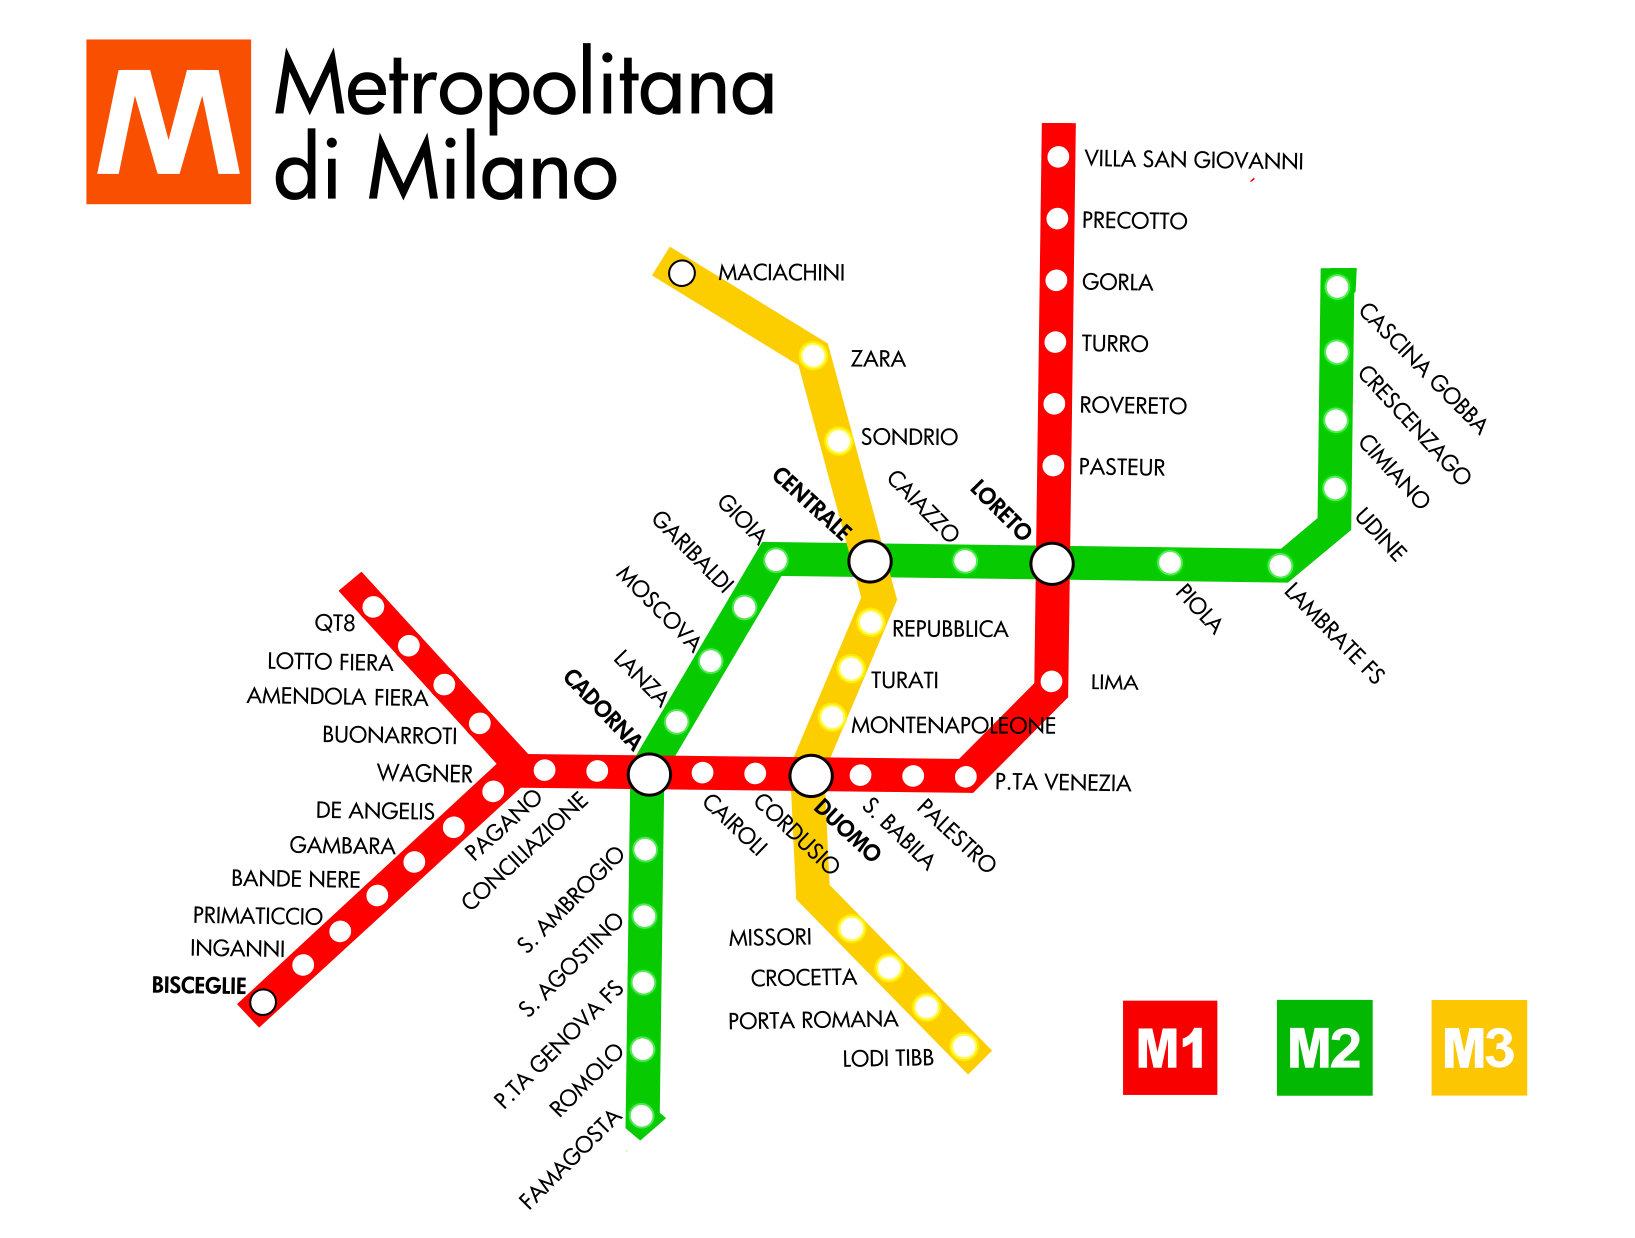 M
Metropolitana
di Milano
VILLA SAN GIOVANNI
PRECOTTO
GORLA
TURRO
ROVERETO
PASTEUR
LORETO
LIMA
P.TA VENEZIA
PALESTRO
S. BABILA
DUOMO
CORDUSIO
CAIROLI
CADORNA
CONCILIAZIONE
PAGANO
QT8
LOTTO FIERA
AMENDOLA FIERA
BUONARROTI
WAGNER
DE ANGELIS
GAMBARA
BANDE NERE
PRIMATICCIO
INGANNI
BISCEGLIE
CASCINA GOBBA
CRESCENZAGO
CIMIANO
UDINE
LAMBRATE FS
PIOLA
CAIAZZO
CENTRALE
GIOIA
GARIBALDI
MOSCOVA
LANZA
S. AMBROGIO
S. AGOSTINO
P.TA GENOVA FS
ROMOLO
FAMAGOSTA
MACIACHINI
ZARA
SONDRIO
REPUBBLICA
TURATI
MONTENAPOLEONE
MISSORI
CROCETTA
PORTA ROMANA
LODI TIBB
M1
M2
M3